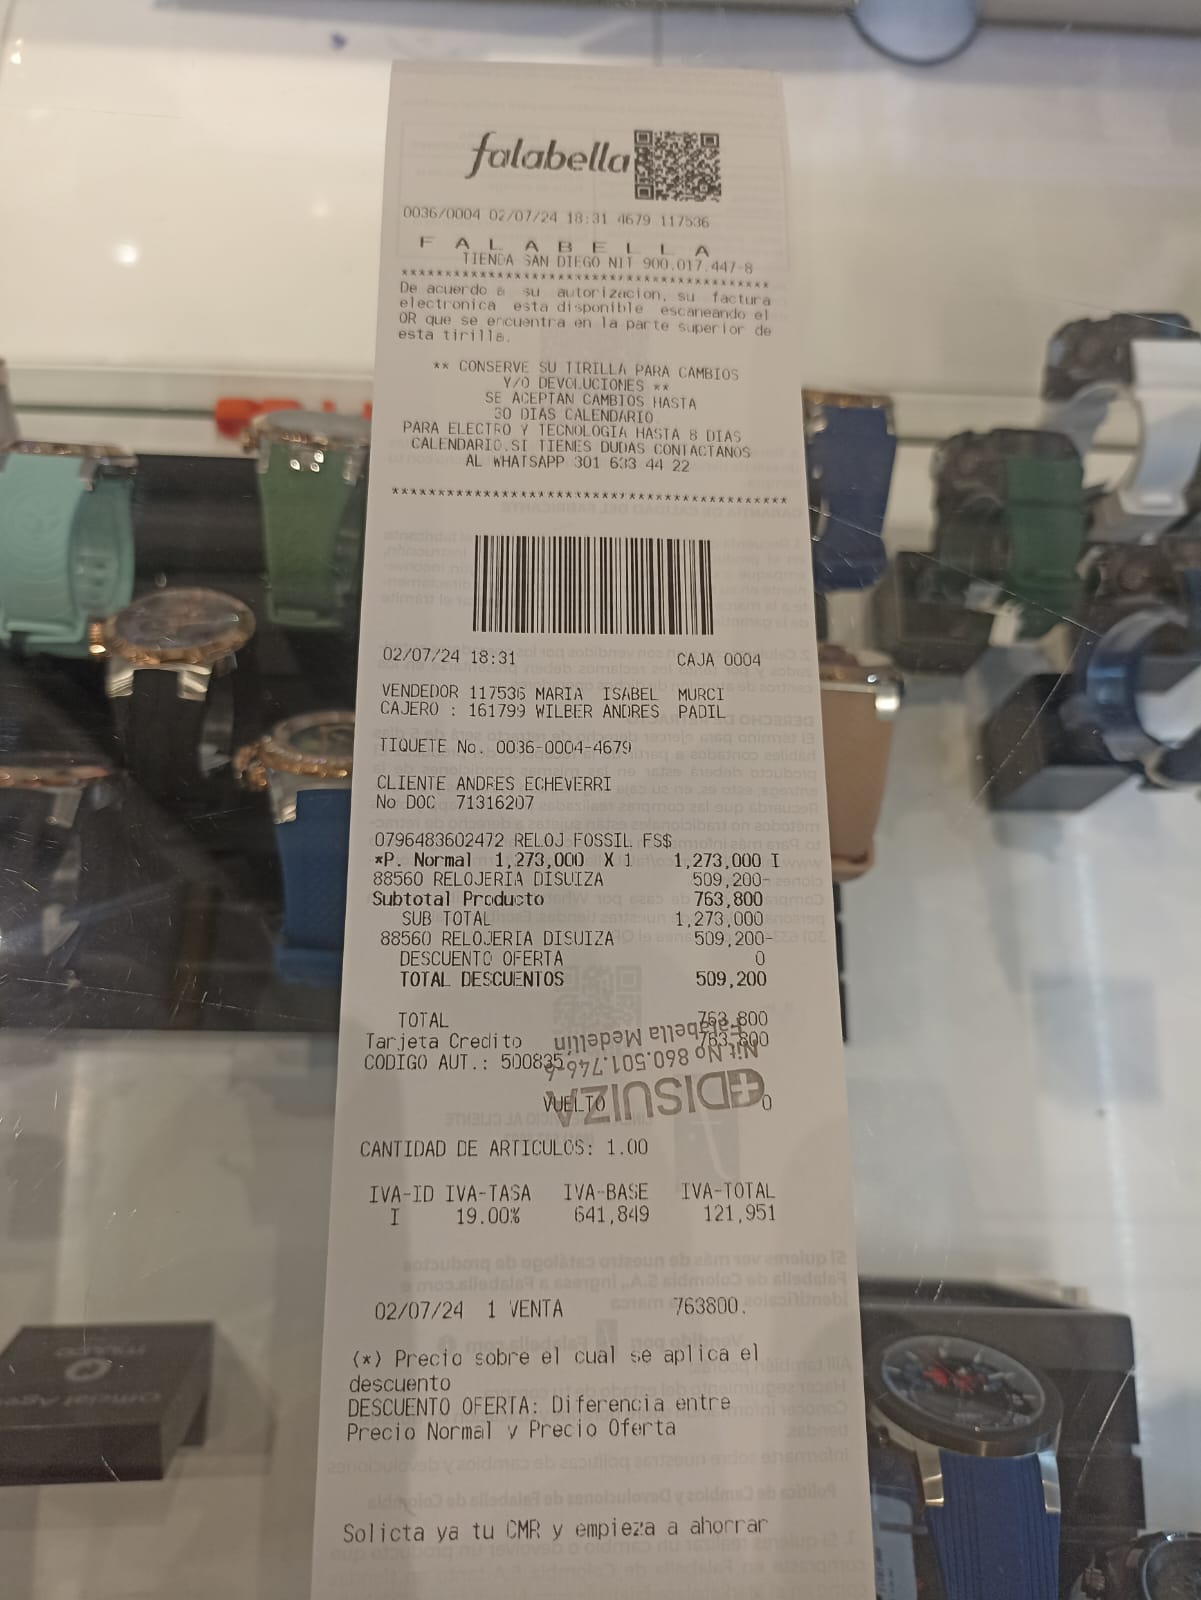 falabella
0036/0004 02/07/24 18:31 4679 117536
F A L A B E L L A
TIENDA SAN DIEGO NIT 900.017.447-8
******************************************
De acuerdo a su autorizacion, su factura
electronica esta disponible escaneando el
QR que se encuentra en la parte superior de
esta tirilla.
** CONSERVE SU TIRILLA PARA CAMBIOS
Y/O DEVOLUCIONES **
SE ACEPTAN CAMBIOS HASTA
30 DIAS CALENDARIO
PARA ELECTRO Y TECNOLOGIA HASTA 8 DIAS
CALENDARIO.SI TIENES DUDAS CONTACTANOS
AL WHATSAPP 301 633 44 22
******************************************
02/07/24 18:31 CAJA 0004
VENDEDOR 117536 MARIA ISABEL MURCI
CAJERO : 161799 WILBER ANDRES PADIL
TIQUETE No. 0036-0004-4679
CLIENTE ANDRES ECHEVERRI
No DOC 71316207
0796483602472 RELOJ FOSSIL FS$
*P. Normal 1,273,000 X 1 1,273,000 I
88560 RELOJERIA DISUIZA 509,200-
Subtotal Producto 763,800
SUB TOTAL 1,273,000
88560 RELOJERIA DISUIZA 509,200-
DESCUENTO OFERTA 0
TOTAL DESCUENTOS 509,200
TOTAL 763,800
Tarjeta Credito 763,800
CODIGO AUT.: 500835
VUELTO 0
DISUIZA
Nit No 860.501.746-6
Falabella Medellín
CANTIDAD DE ARTICULOS: 1.00
IVA-ID IVA-TASA IVA-BASE IVA-TOTAL
I 19.00% 641,849 121,951
02/07/24 1 VENTA 763800.
(*) Precio sobre el cual se aplica el
descuento
DESCUENTO OFERTA: Diferencia entre
Precio Normal y Precio Oferta
Solicta ya tu CMR y empieza a ahorrar